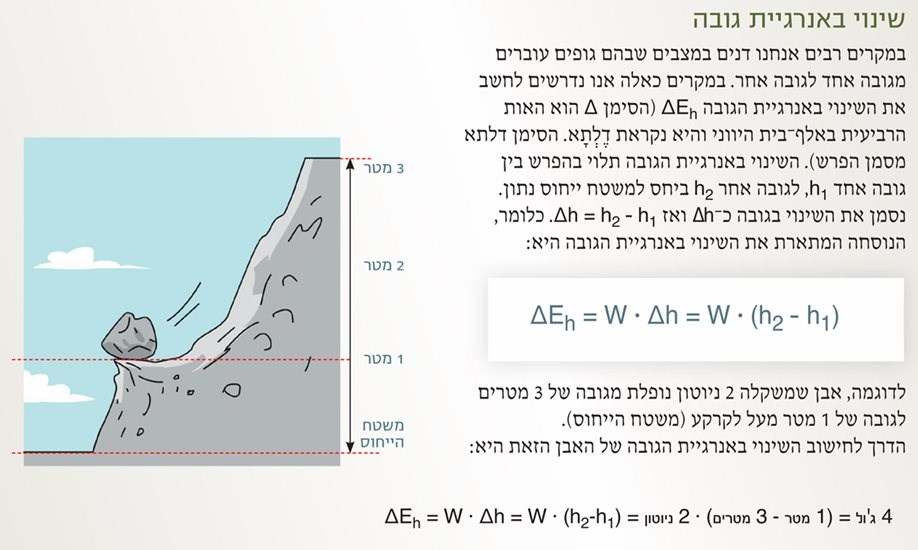 שינוי באנרגיית גובה
במקרים רבים אנחנו דנים במצבים שבהם גופים עוברים
מגובה אחד לגובה אחר. במקרים כאלה אנו נדרשים לחשב
את השינוי באנרגיית הגובה ΔEh (הסימן Δ הוא האות
הרביעית באלף־בית היווני והיא נקראת דֶלְתָא. הסימן דלתא
מסמן הפרש). השינוי באנרגיית הגובה תלוי בהפרש בין
גובה אחד h1, לגובה אחר h2 ביחס למשטח ייחוס נתון.
נסמן את השינוי בגובה כ־Δh ואז Δh = h2 - h1. כלומר,
הנוסחה המתארת את השינוי באנרגיית הגובה היא:
ΔEh = W · Δh = W · (h2 - h1)
לדוגמה, אבן שמשקלה 2 ניוטון נופלת מגובה של 3 מטרים
לגובה של 1 מטר מעל לקרקע (משטח הייחוס).
הדרך לחישוב השינוי באנרגיית הגובה של האבן הזאת היא:
ΔEh = W · Δh = W · (h2-h1) = 2 ניוטון · (3 מטרים - 1 מטר) = 4 ג'ול
3 מטר
2 מטר
1 מטר
משטח
הייחוס